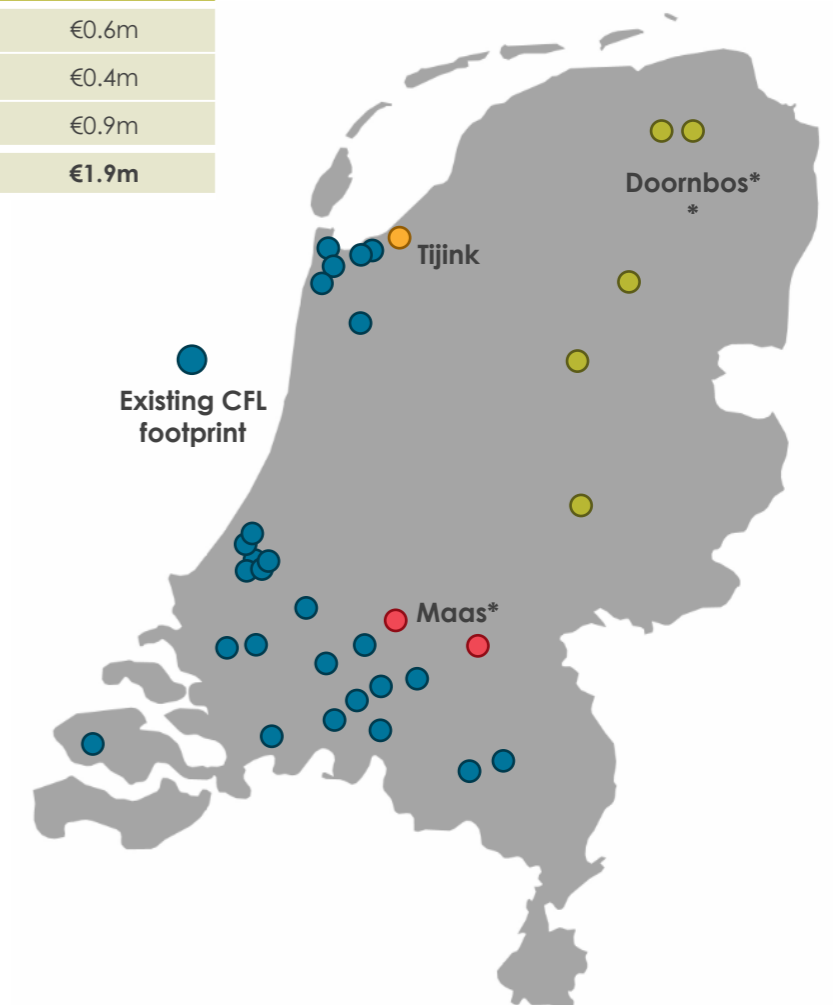 €0.6m
€0.4m
€0.9m
€1.9m
Doornbos*
*
Tijink
Existing CFL
footprint
Maas*